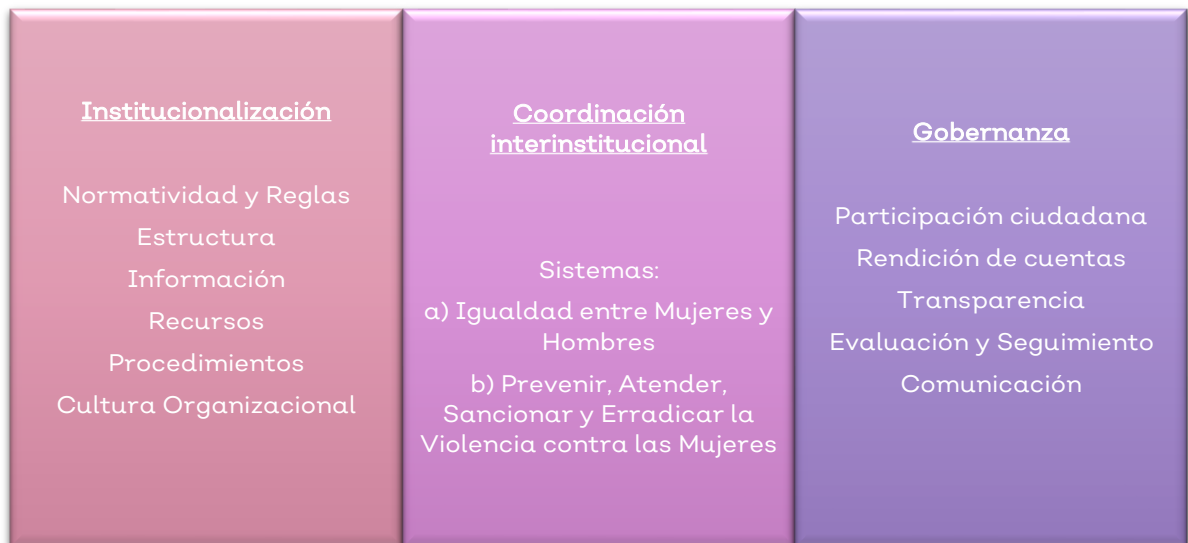 Institucionalización
Normatividad y Reglas
Estructura
Información
Recursos
Procedimientos
Cultura Organizacional
Coordinación
interinstitucional
Sistemas:
a) Igualdad entre Mujeres y
Hombres
b) Prevenir, Atender,
Sancionar y Erradicar la
Violencia contra las Mujeres
Gobernanza
Participación ciudadana
Rendición de cuentas
Transparencia
Evaluación y Seguimiento
Comunicación